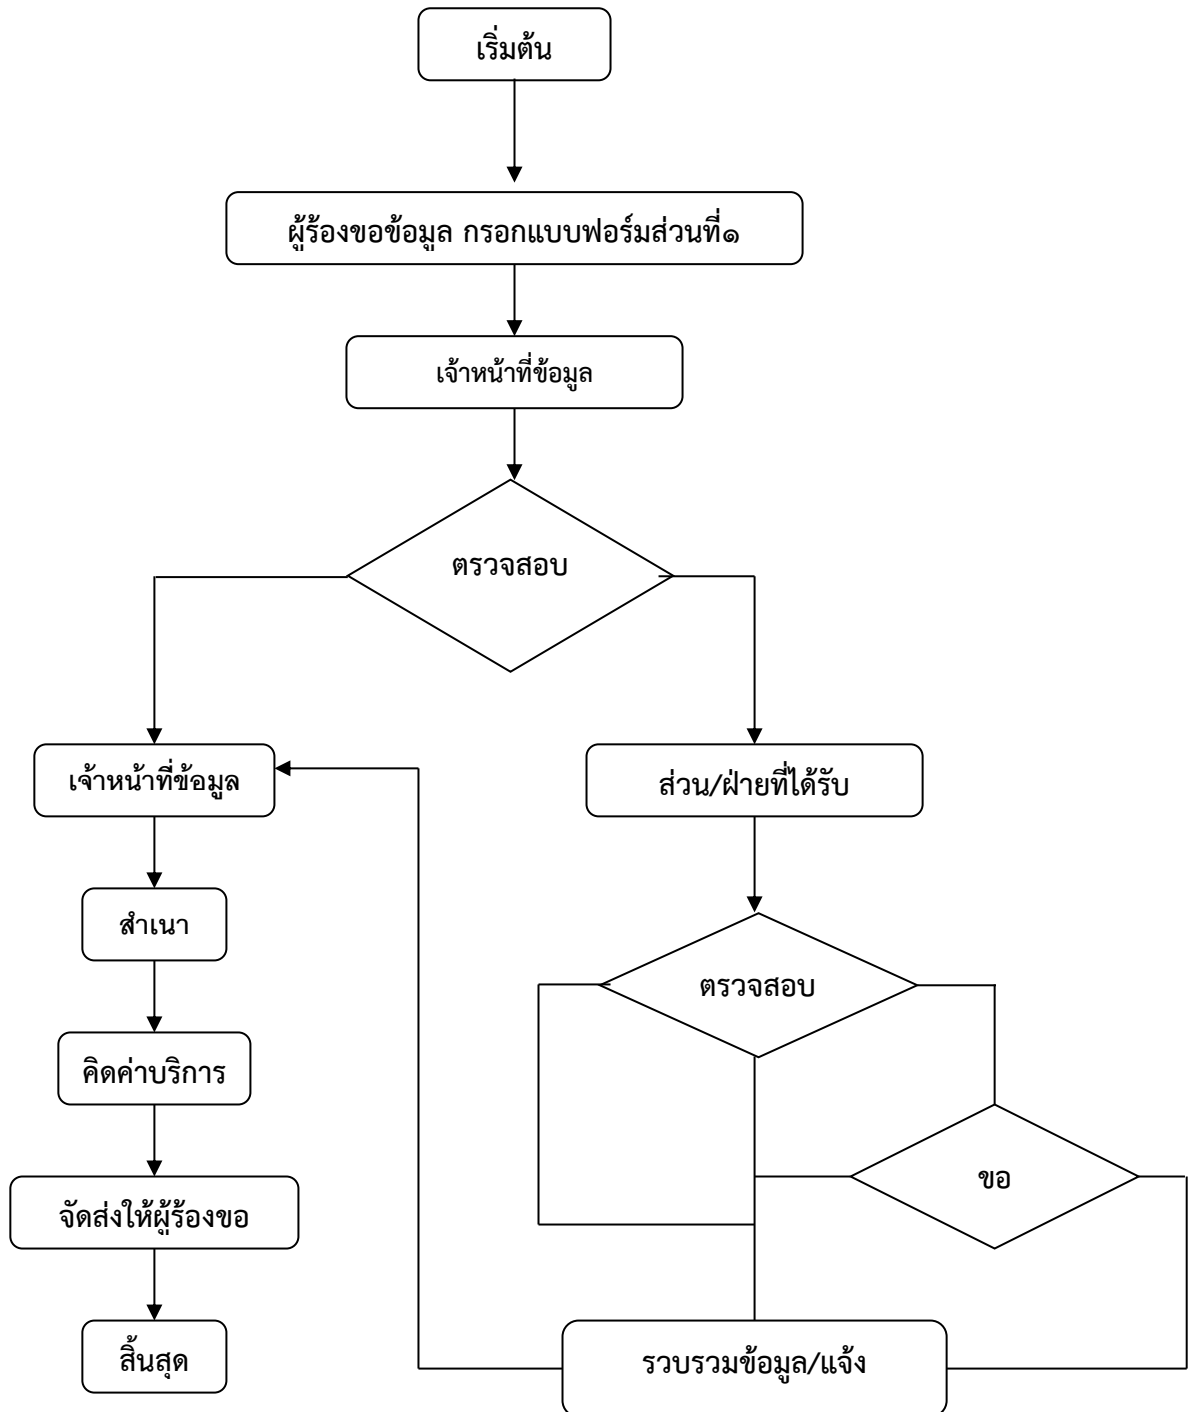 เริ่มต้น
ผู้ร้องขอข้อมูล กรอกแบบฟอร์มส่วนที่๑
เจ้าหน้าที่ข้อมูล
ตรวจสอบ
เจ้าหน้าที่ข้อมูล
ส่วน/ฝ่ายที่ได้รับ
สำเนา
ตรวจสอบ
คิดค่าบริการ
ขอ
จัดส่งให้ผู้ร้องขอ
สิ้นสุด
รวบรวมข้อมูล/แจ้ง